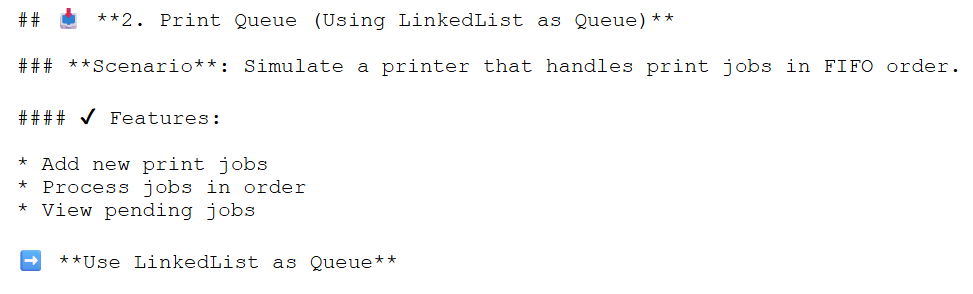 ## 📥 **2. Print Queue (Using LinkedList as Queue)**
### **Scenario**: Simulate a printer that handles print jobs in FIFO order.
#### ✔ Features:
* Add new print jobs
* Process jobs in order
* View pending jobs
➡️ **Use LinkedList as Queue**